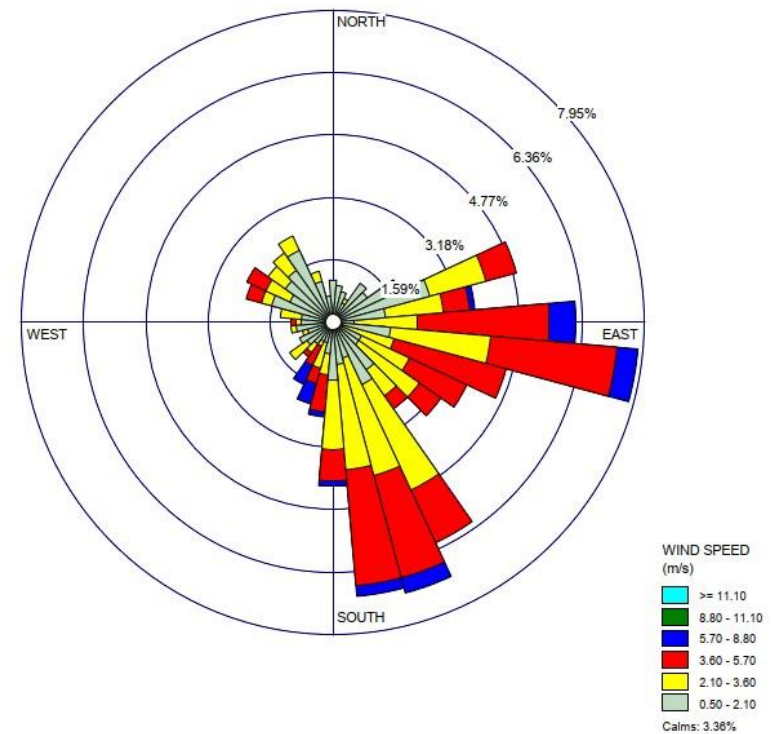 NORTH
7.95%
6.36%
4.77%
3.18%
1.59%
WEST
EAST
SOUTH
WIND SPEED
(m/s)
>= 11.10
8.80 - 11.10
5.70 - 8.80
3.60 - 5.70
2.10 - 3.60
0.50 - 2.10
Calms: 3.36%